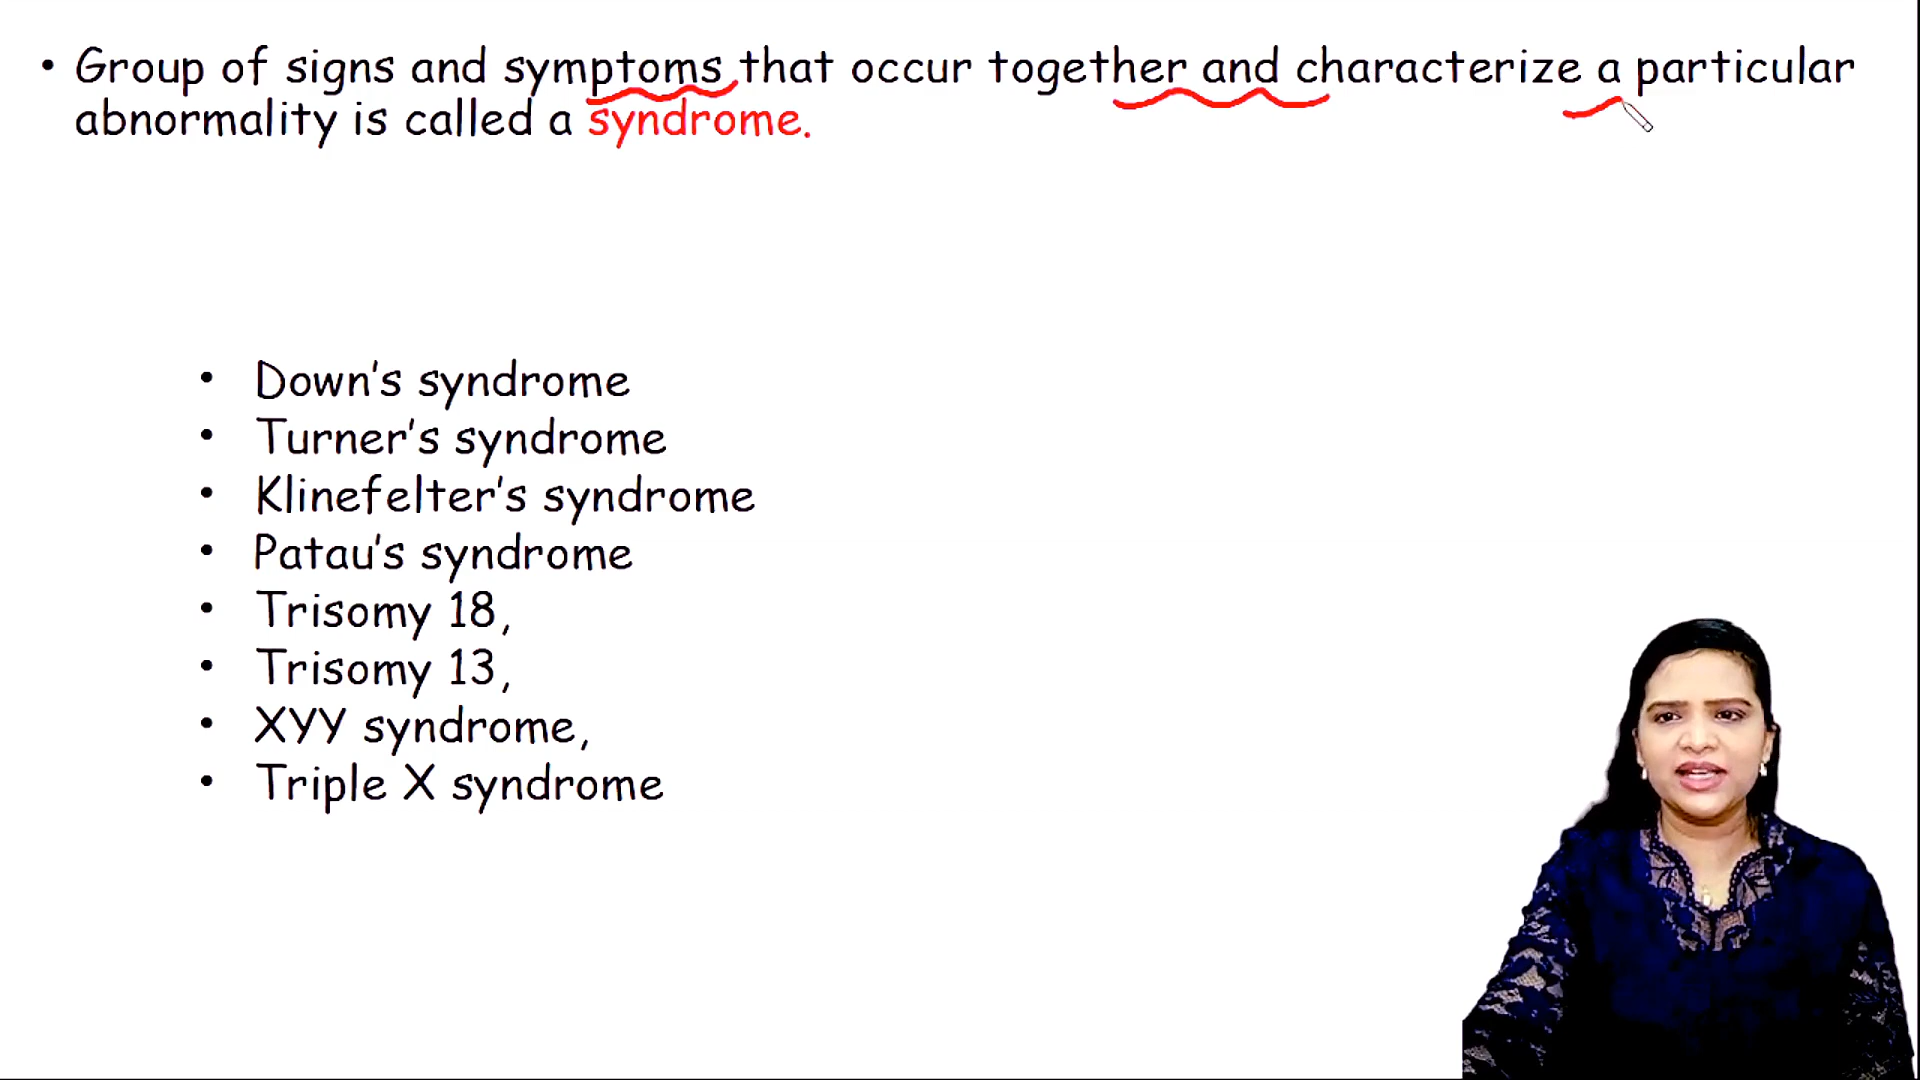 • Group of signs and symptoms that occur together and characterize a particular
abnormality is called a syndrome.
• Down's syndrome
• Turner's syndrome
• Klinefelter's syndrome
• Patau's syndrome
• Trisomy 18,
• Trisomy 13,
• XYY syndrome,
• Triple X syndrome